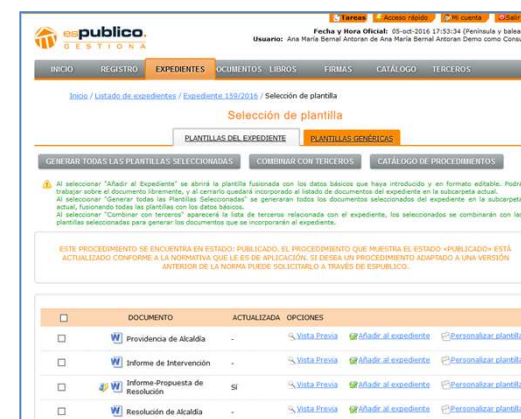 Tareas Acceso rápido Mi cuenta Salir
espublico.
GESTIONA
Fecha y Hora Oficial: 05-oct-2016 17:53:34 (Península y balea
Usuario: Ana María Bernal Antoran de Ana María Bernal Antoran Demo como Consu
INICIO REGISTRO EXPEDIENTES DOCUMENTOS LIBROS FIRMAS CATÁLOGO TERCEROS
Inicio / Listado de expedientes / Expediente 159/2016 / Selección de plantilla
Selección de plantilla
PLANTILLAS DEL EXPEDIENTE PLANTILLAS GENÉRICAS
GENERAR TODAS LAS PLANTILLAS SELECCIONADAS COMBINAR CON TERCEROS CATÁLOGO DE PROCEDIMIENTOS
Al seleccionar "Añadir al Expediente" se abrirá la plantilla fusionada con los datos básicos que haya introducido y en formato editable. Podrá
trabajar sobre el documento libremente, y al cerrarlo quedará incorporado al listado de documentos del expediente en la subcarpeta actual.
Al seleccionar "Generar todas las Plantillas Seleccionadas" se generaran todos los documentos seleccionados del expediente en la subcarpeta
actual, fusionando todas las plantillas con los datos básicos.
Al seleccionar "Combinar con terceros" aparecerá la lista de terceros relacionada con el expediente, los seleccionados se combinarán con las
plantillas seleccionadas para generar los documentos que se incorporarán al expediente.
ESTE PROCEDIMIENTO SE ENCUENTRA EN ESTADO: PUBLICADO. EL PROCEDIMIENTO QUE MUESTRA EL ESTADO «PUBLICADO» ESTÁ
ACTUALIZADO CONFORME A LA NORMATIVA QUE LE ES DE APLICACIÓN. SI DESEA UN PROCEDIMIENTO ADAPTADO A UNA VERSIÓN
ANTERIOR DE LA NORMA PUEDE SOLICITARLO A TRAVÉS DE ESPUBLICO.
DOCUMENTO ACTUALIZADA OPCIONES
Providencia de Alcaldía - Vista Previa Añadir al expediente Personalizar plantilla
Informe de Intervención - Vista Previa Añadir al expediente Personalizar plantilla
Informe-Propuesta de
Resolución Sí Vista Previa Añadir al expediente Personalizar plantilla
Resolución de Alcaldía - Vista Previa Añadir al expediente Personalizar plantilla